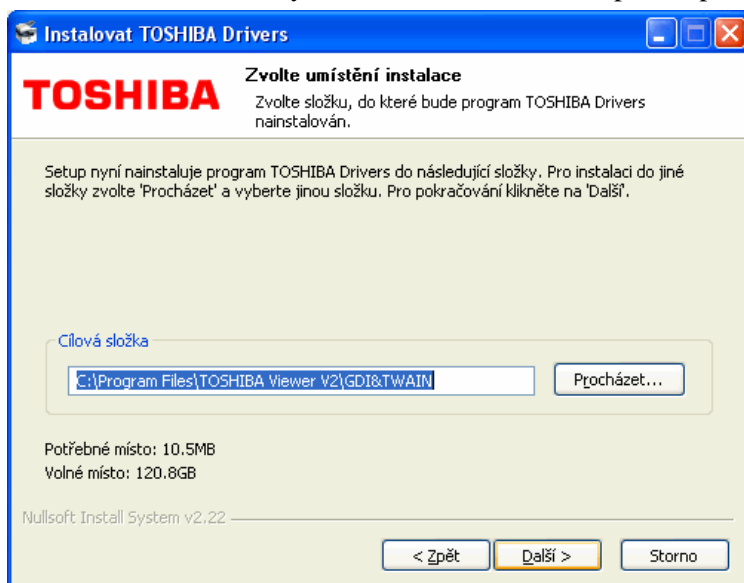 Instalovat TOSHIBA Drivers
TOSHIBA
Zvolte umístění instalace
Zvolte složku, do které bude program TOSHIBA Drivers
nainstalován.
Setup nyní nainstaluje program TOSHIBA Drivers do následující složky. Pro instalaci do jiné
složky zvolte 'Procházet' a vyberte jinou složku. Pro pokračování klikněte na 'Další'.
Cílová složka
C:\Program Files\TOSHIBA Viewer V2\GDI&TWAIN
Procházet...
Potřebné místo: 10.5MB
Volné místo: 120.8GB
Nullsoft Install System v2.22
< Zpět
Další >
Storno